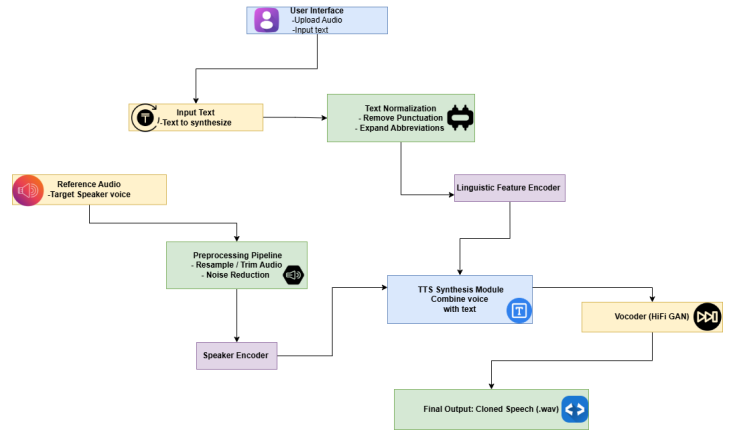 User Interface
-Upload Audio
-Input text
Input Text
/-Text to synthesize
T
Text Normalization
- Remove Punctuation
- Expand Abbreviations
Reference Audio
-Target Speaker voice
Linguistic Feature Encoder
Preprocessing Pipeline
- Resample / Trim Audio
- Noise Reduction
TTS Synthesis Module
Combine voice
with text
T
Vocoder (HiFi GAN)
Speaker Encoder
Final Output: Cloned Speech (.wav)